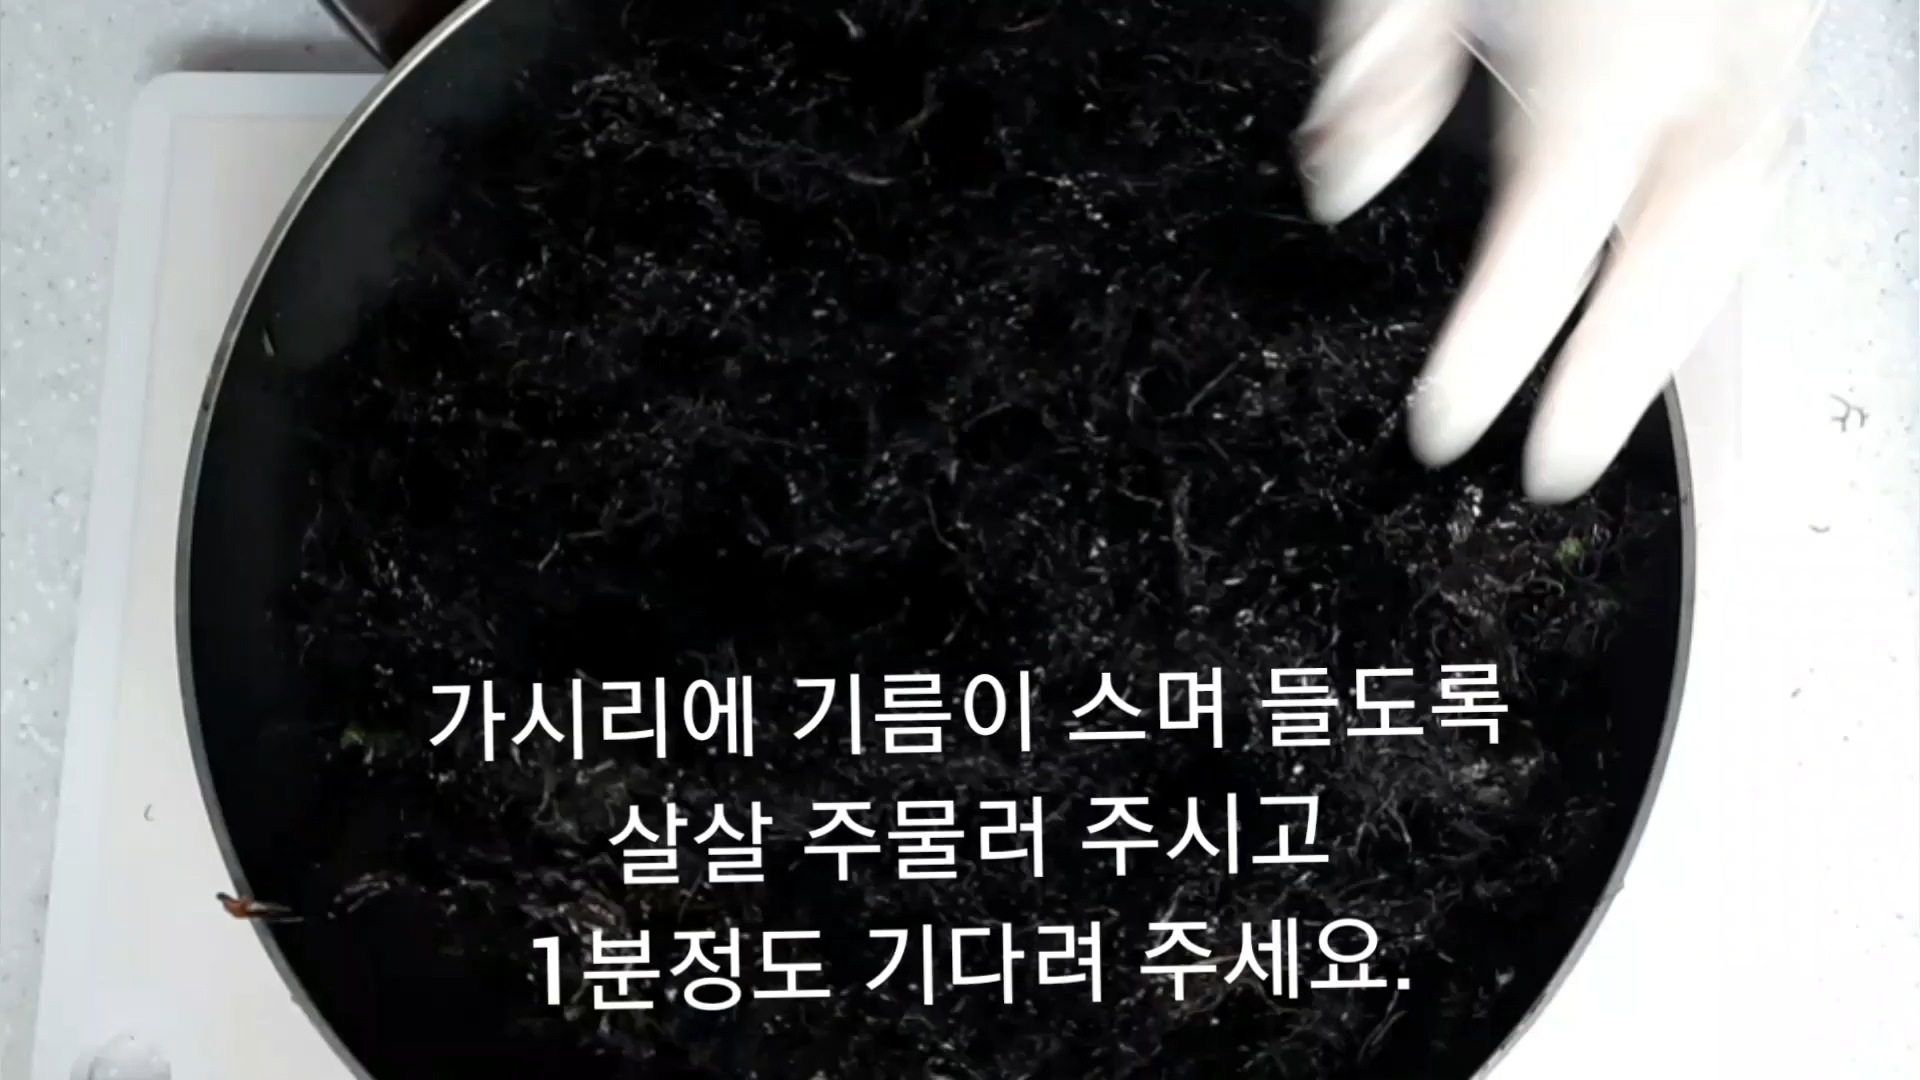 가시리에 기름이 스며 들도록
살살 주물러 주시고
1분정도 기다려 주세요.